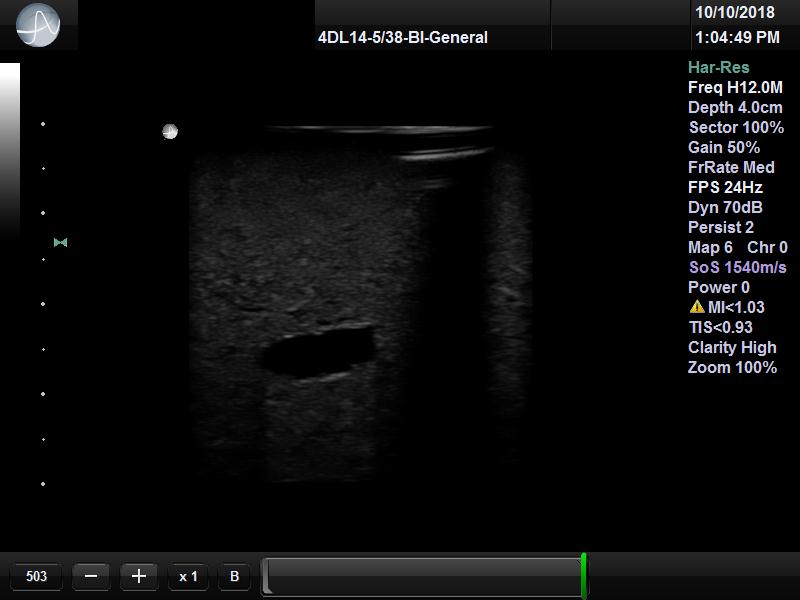 10/10/2018
4DL14-5/38-BI-General
1:04:49 PM
Har-Res
Freq H12.0M
Depth 4.0cm
Sector 100%
Gain 50%
FrRate Med
FPS 24Hz
Dyn 70dB
Persist 2
Map 6 Chr 0
SoS 1540m/s
Power 0
MI<1.03
TIS<0.93
Clarity High
Zoom 100%
503 − + x 1 B